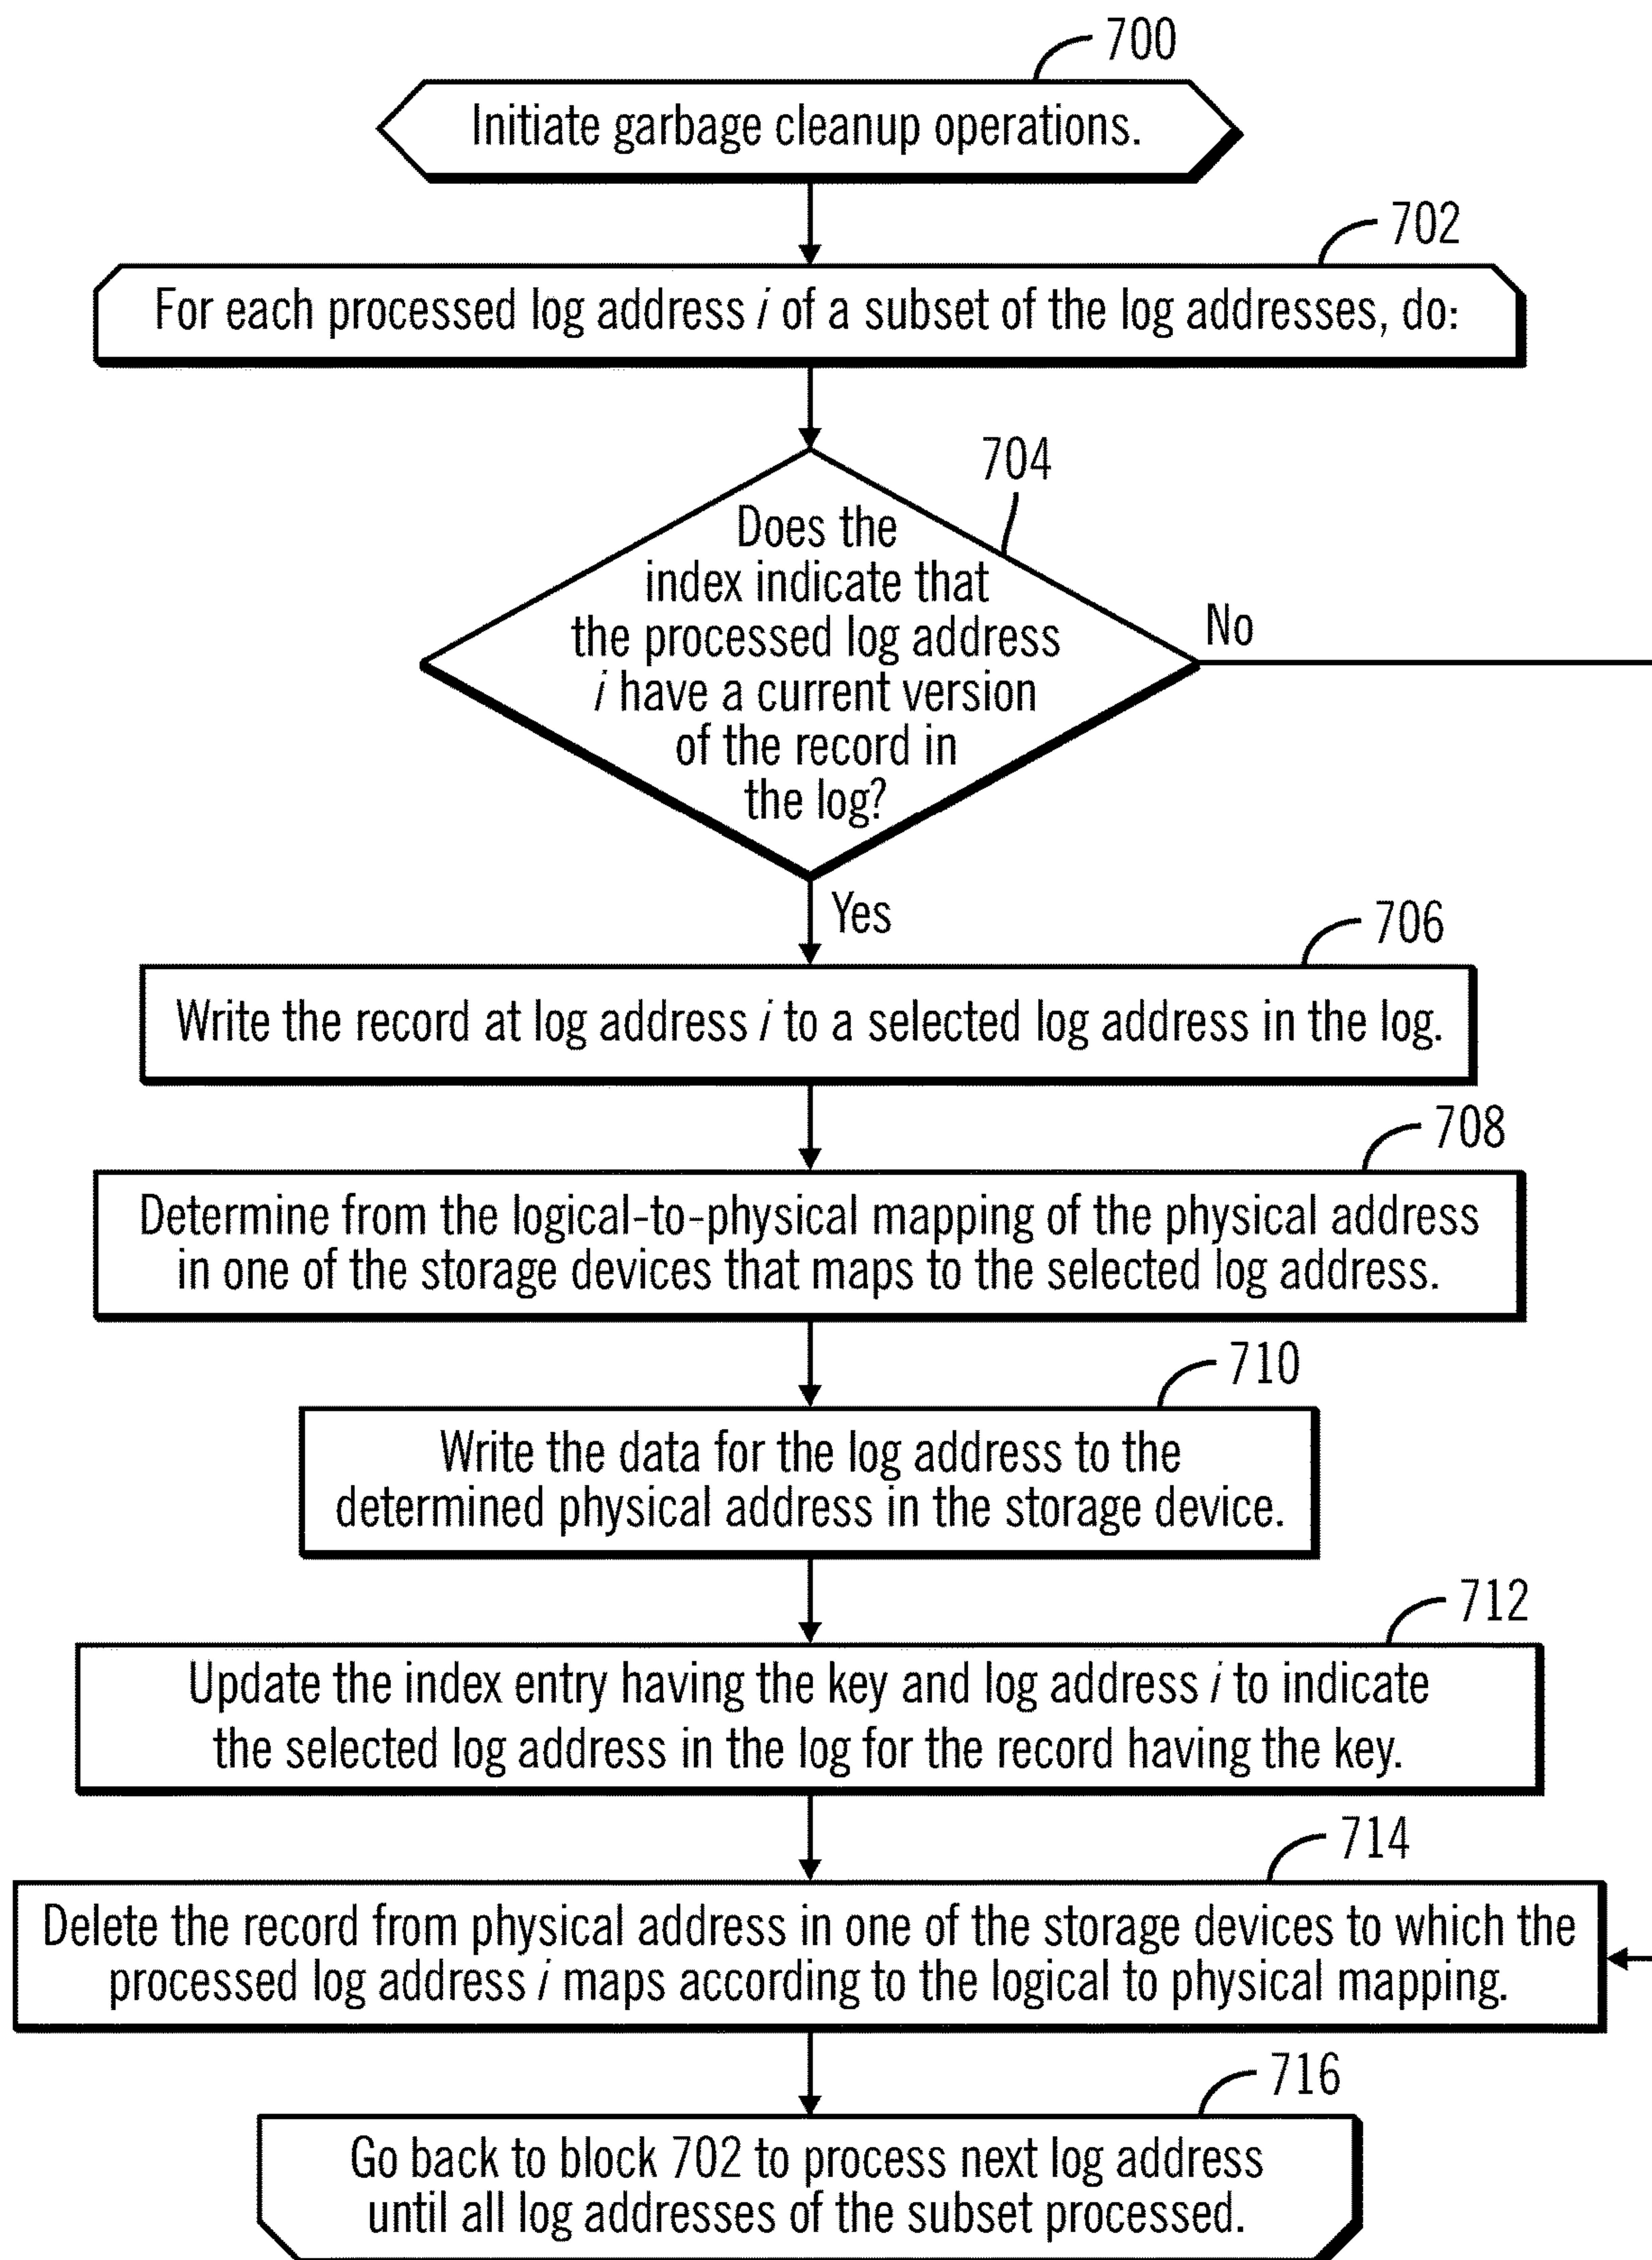 700
Initiate garbage cleanup operations.
702
For each processed log address i of a subset of the log addresses, do:
704
Does the
index indicate that
the processed log address
i have a current version
of the record in
the log?
No
Yes
706
Write the record at log address i to a selected log address in the log.
708
Determine from the logical-to-physical mapping of the physical address
in one of the storage devices that maps to the selected log address.
710
Write the data for the log address to the
determined physical address in the storage device.
712
Update the index entry having the key and log address i to indicate
the selected log address in the log for the record having the key.
714
Delete the record from physical address in one of the storage devices to which the
processed log address i maps according to the logical to physical mapping.
716
Go back to block 702 to process next log address
until all log addresses of the subset processed.